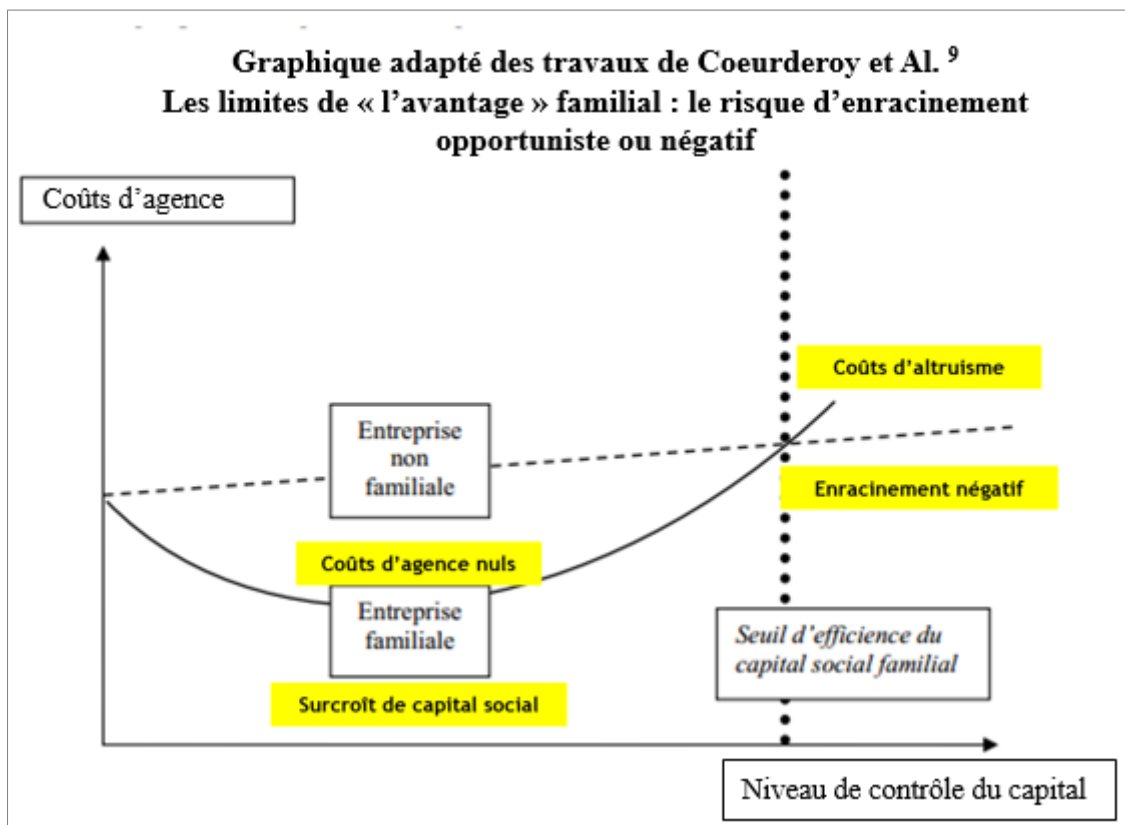 Graphique adapté des travaux de Coeurderoy et Al. 9
Les limites de « l’avantage » familial : le risque d’enracinement
opportuniste ou négatif
Coûts d’agence
Coûts d’altruisme
Entreprise
non
familiale
Enracinement négatif
Coûts d’agence nuls
Entreprise
familiale
Seuil d’efficience du
capital social familial
Surcroît de capital social
Niveau de contrôle du capital